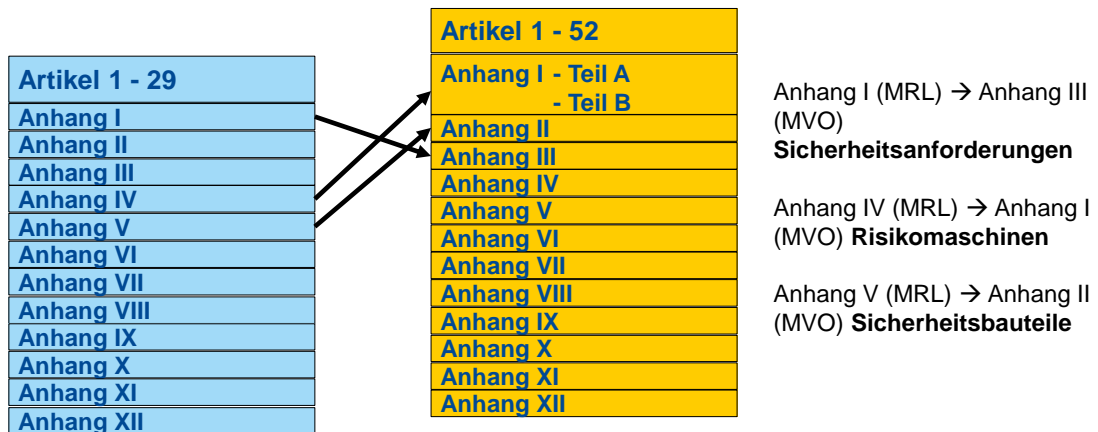 Artikel 1 - 29
Anhang I
Anhang II
Anhang III
Anhang IV
Anhang V
Anhang VI
Anhang VII
Anhang VIII
Anhang IX
Anhang X
Anhang XI
Anhang XII
Artikel 1 - 52
Anhang I - Teil A
- Teil B
Anhang II
Anhang III
Anhang IV
Anhang V
Anhang VI
Anhang VII
Anhang VIII
Anhang IX
Anhang X
Anhang XI
Anhang XII
Anhang I (MRL) → Anhang III
(MVO)
Sicherheitsanforderungen
Anhang IV (MRL) → Anhang I
(MVO) Risikomaschinen
Anhang V (MRL) → Anhang II
(MVO) Sicherheitsbauteile